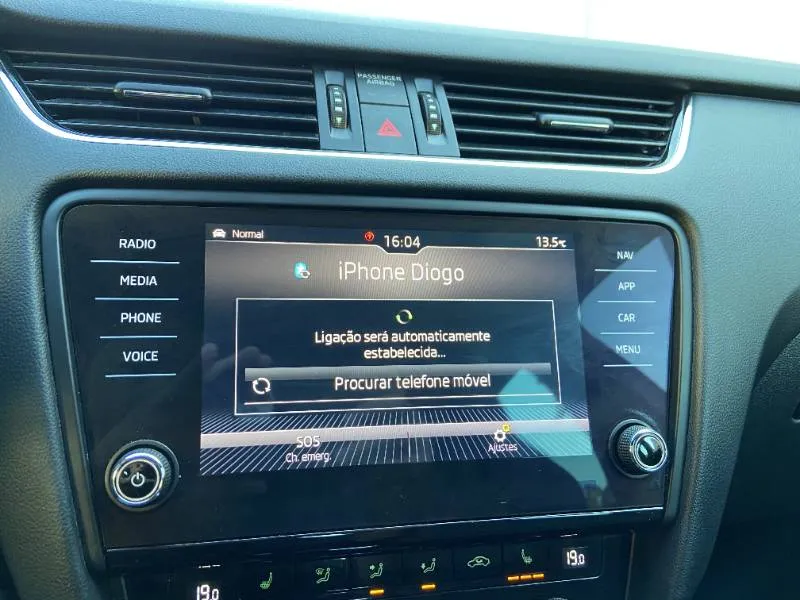 PASSENGER
AIRBAG
RADIO
MEDIA
PHONE
VOICE
Normal
16:04
13.5°C
iPhone Diogo
Ligação será automaticamente
estabelecida...
Procurar telefone móvel
SOS
Ch. emerg.
Ajustes
NAV
APP
CAR
MENU
19.0
19.0